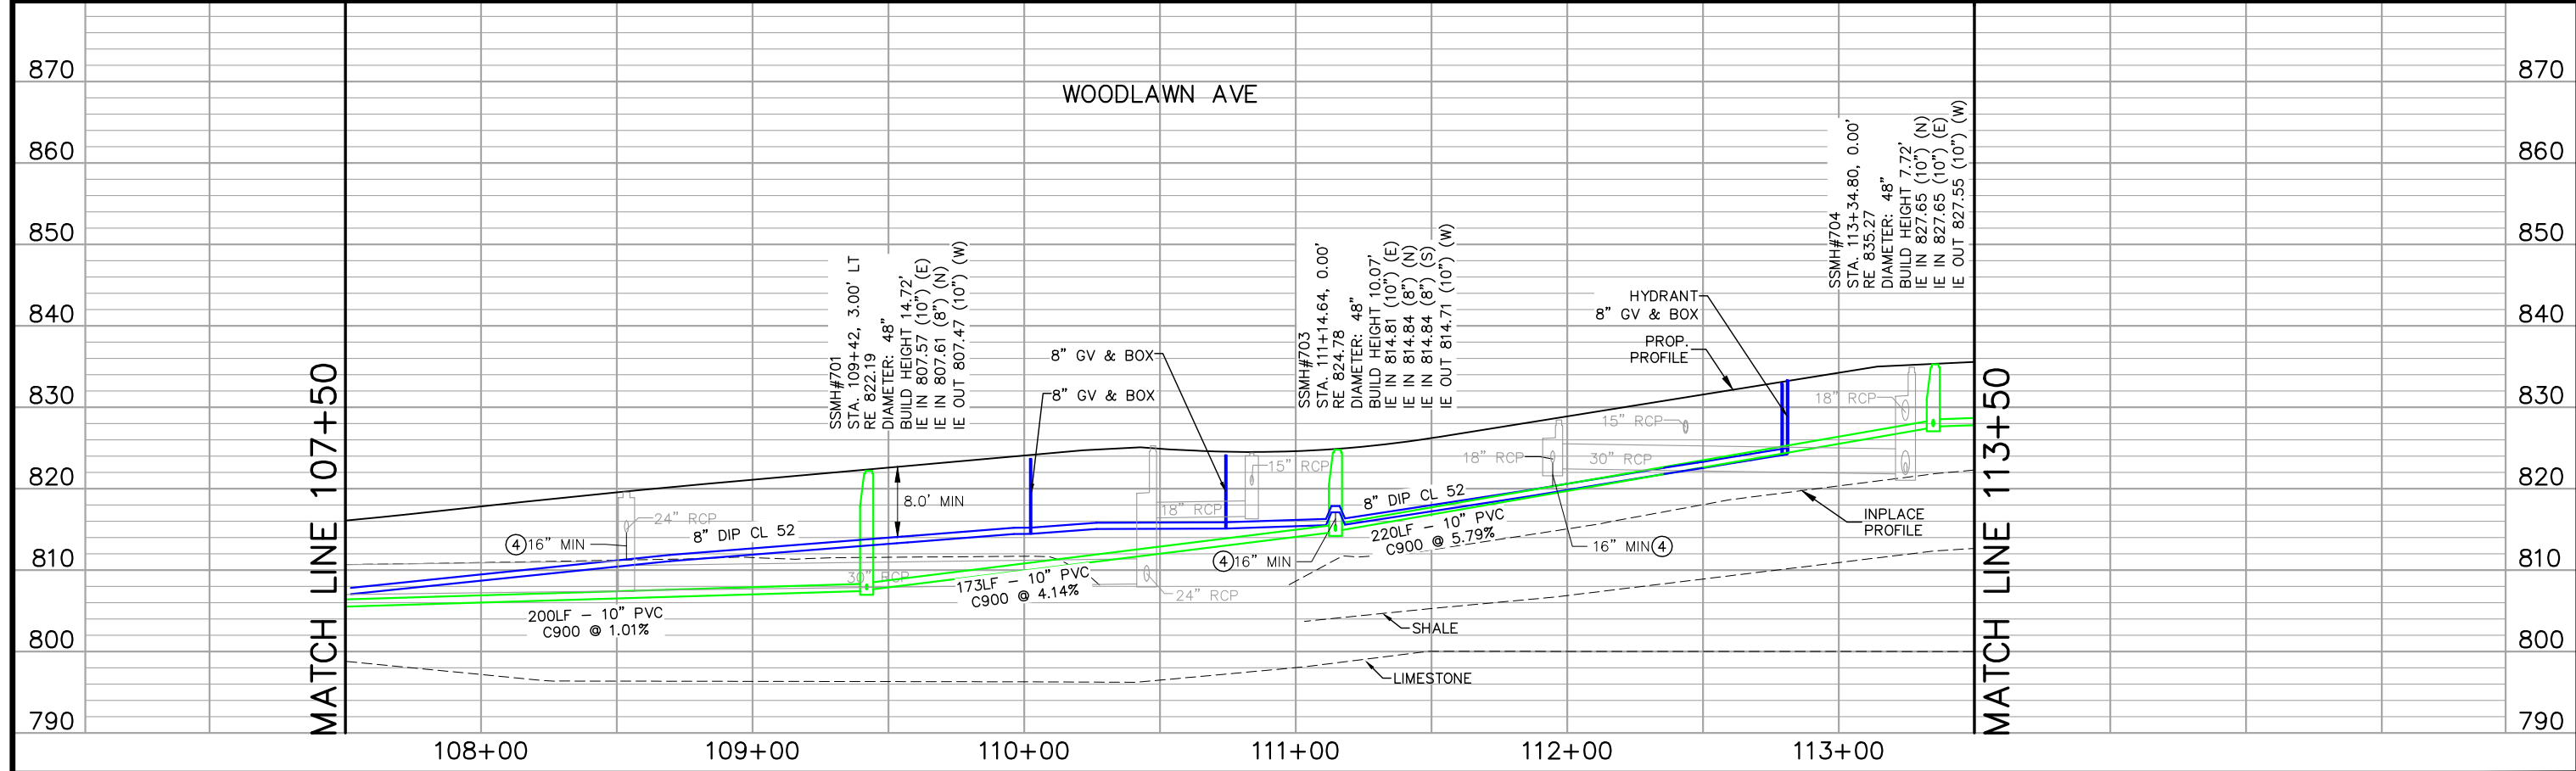 WOODLAWN AVE
870
860
850
840
830
820
810
800
790
MATCH LINE 107+50
24” RCP
④16” MIN
8” DIP CL 52
200LF – 10” PVC
C900 @ 1.01%
30” RCP
SSMH#701
STA. 109+42, 3.00’ LT
RE 822.19
DIAMETER: 48”
BUILD HEIGHT 14.72’
IE IN 807.57 (10”) (E)
IE IN 807.61 (8”) (N)
IE OUT 807.47 (10”) (W)
8.0’ MIN
8” GV & BOX
8” GV & BOX
173LF – 10” PVC
C900 @ 4.14%
18” RCP
15” RCP
24” RCP
SSMH#703
STA. 111+14.64, 0.00’
RE 824.78
DIAMETER: 48”
BUILD HEIGHT 10.07’
IE IN 814.81 (10”) (E)
IE IN 814.84 (8”) (N)
IE IN 814.84 (8”) (S)
IE OUT 814.71 (10”) (W)
④16” MIN
8” DIP CL 52
220LF – 10” PVC
C900 @ 5.79%
18” RCP
30” RCP
15” RCP
16” MIN④
HYDRANT
8” GV & BOX
PROP.
PROFILE
18” RCP
SSMH#704
STA. 113+34.80, 0.00’
RE 835.27
DIAMETER: 48”
BUILD HEIGHT 7.72’
IE IN 827.65 (10”) (N)
IE IN 827.65 (10”) (E)
IE OUT 827.55 (10”) (W)
INPLACE
PROFILE
SHALE
LIMESTONE
MATCH LINE 113+50
870
860
850
840
830
820
810
800
790
108+00
109+00
110+00
111+00
112+00
113+00